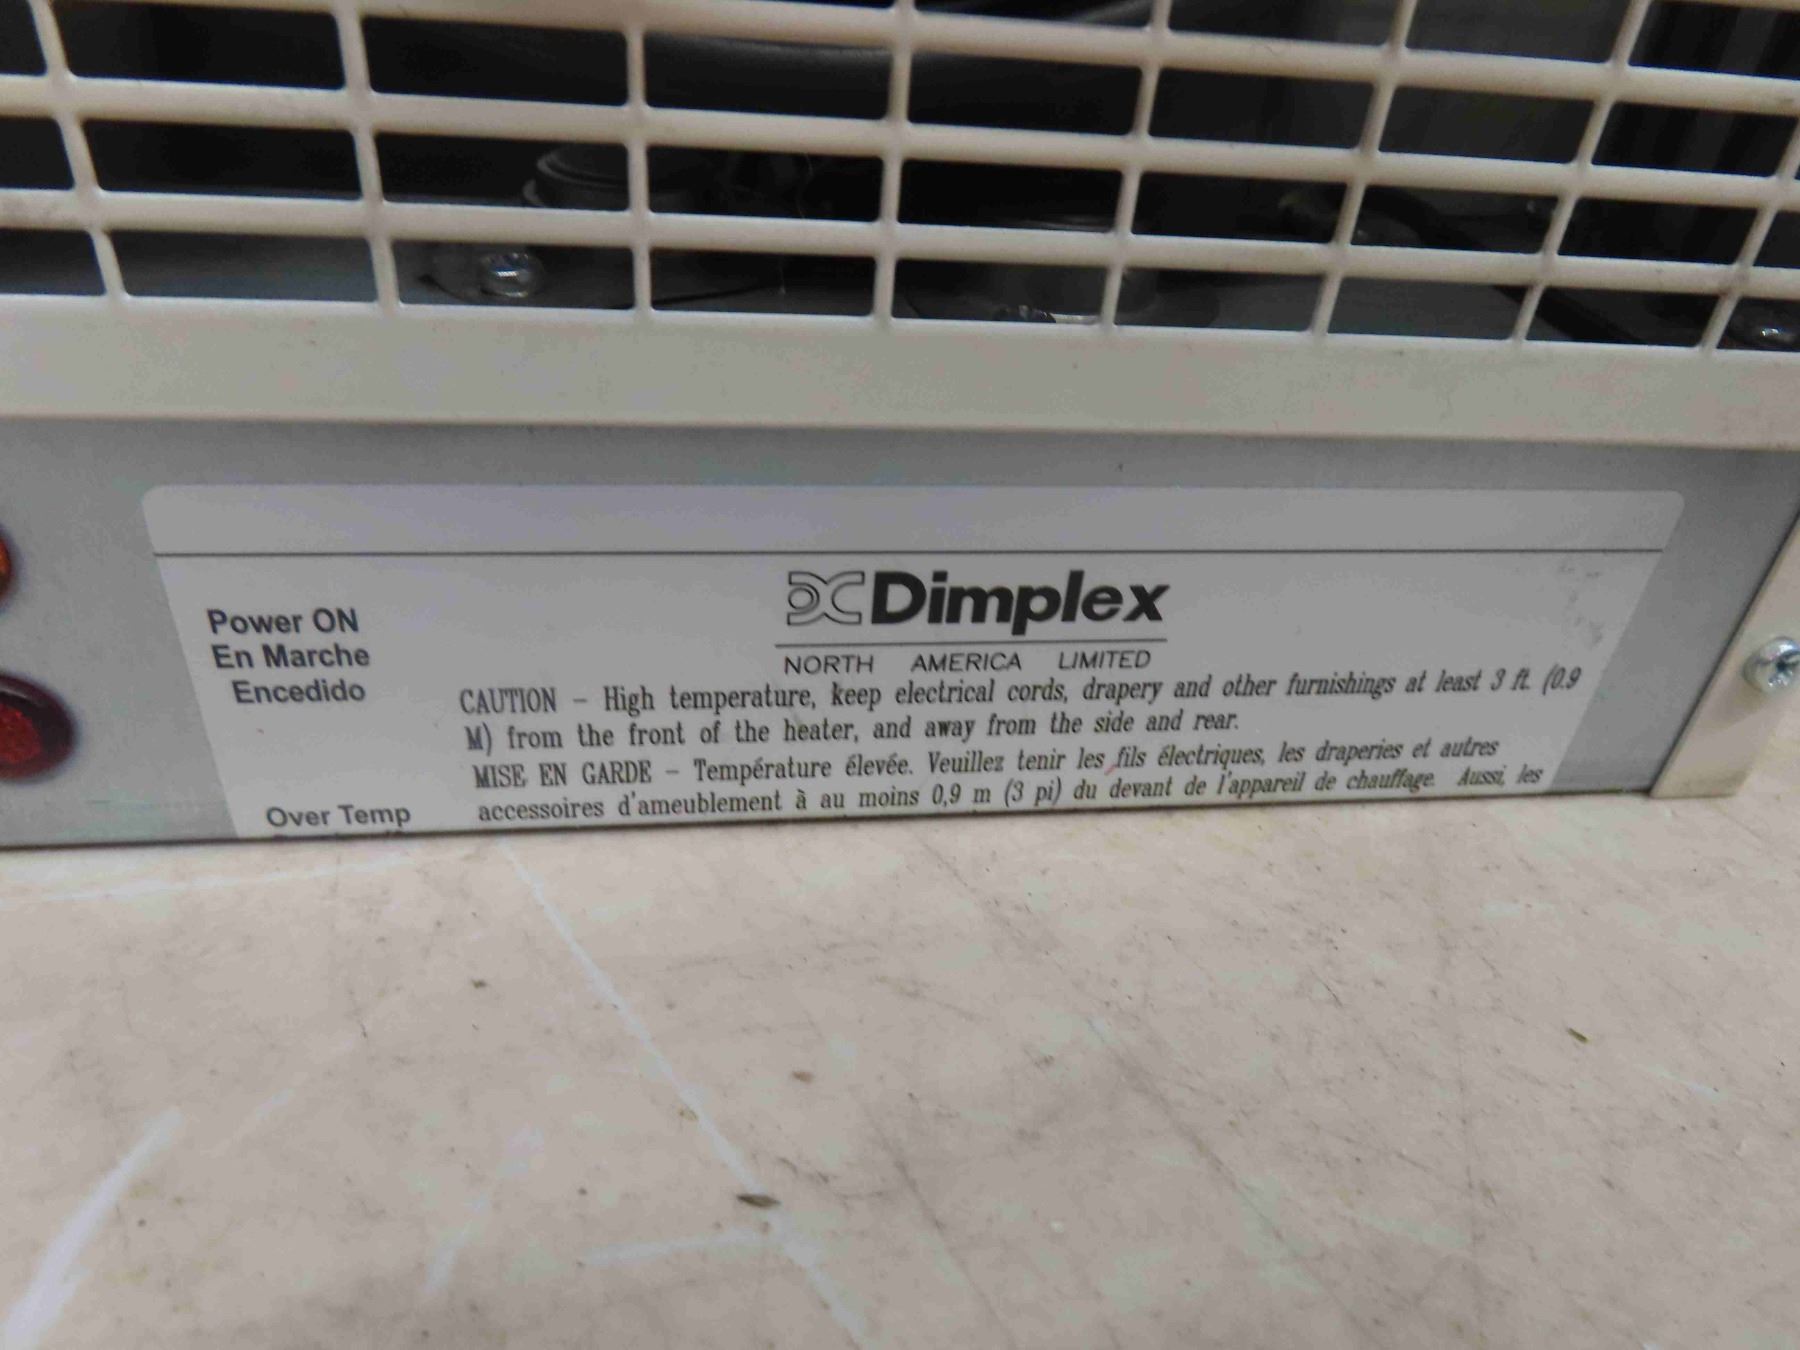 Dimplex
NORTH AMERICA LIMITED
Power ON
En Marche
Encedido
Over Temp
CAUTION – High temperature, keep electrical cords, drapery and other furnishings at least 3 ft. (0.9
M) from the front of the heater, and away from the side and rear.
MISE EN GARDE – Température élevée. Veuillez tenir les fils électriques, les draperies et autres
accessoires d'ameublement à au moins 0,9 m (3 pi) du devant de l'appareil de chauffage. Aussi, les